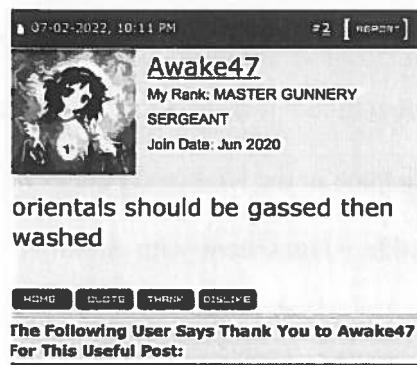 07-02-2022, 10:11 PM #2 [REPORT]
Awake47
My Rank: MASTER GUNNERY
SERGEANT
Join Date: Jun 2020
orientals should be gassed then
washed
HOME QUOTE THANK DISLIKE
The Following User Says Thank You to Awake47
For This Useful Post: